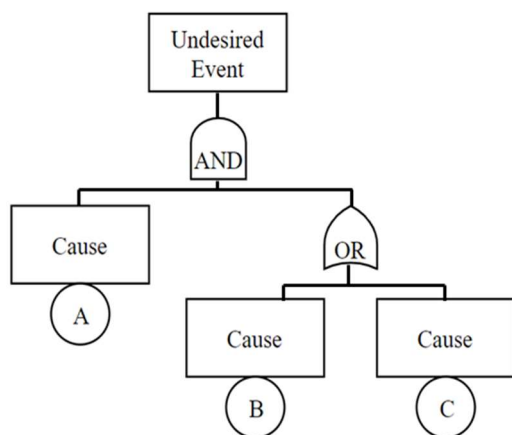 Undesired
Event
AND
Cause
OR
A
Cause
Cause
B
C